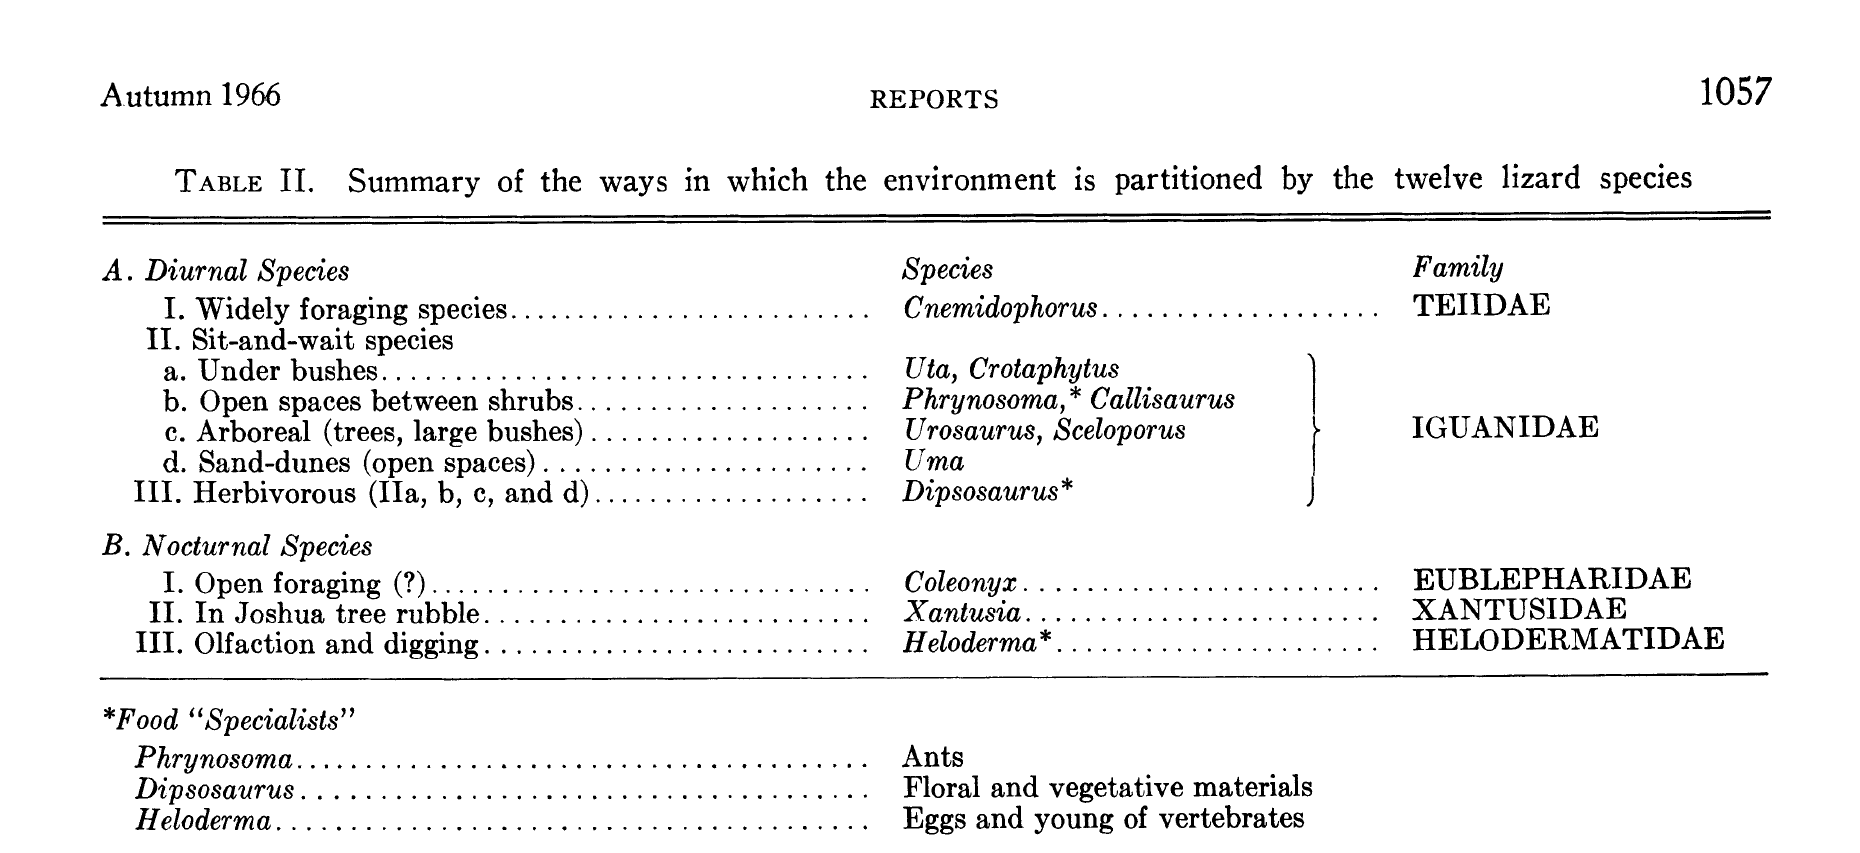 Autumn 1966 REPORTS 1057
TABLE II. Summary of the ways in which the environment is partitioned by the twelve lizard species
A. Diurnal Species Species Family
I. Widely foraging species......................... Cnemidophorus................... TEIIDAE
II. Sit-and-wait species
a. Under bushes................................. Uta, Crotaphytus
b. Open spaces between shrubs.................... Phrynosoma,* Callisaurus
c. Arboreal (trees, large bushes)................... Urosaurus, Sceloporus IGUANIDAE
d. Sand-dunes (open spaces)...................... Uma
III. Herbivorous (IIa, b, c, and d)................... Dipsosaurus*
B. Nocturnal Species
I. Open foraging (?).............................. Coleonyx........................ EUBLEPHARIDAE
II. In Joshua tree rubble.......................... Xantusia........................ XANTUSIDAE
III. Olfaction and digging.......................... Heloderma*...................... HELODERMATIDAE
*Food “Specialists”
Phrynosoma....................................... Ants
Dipsosaurus...................................... Floral and vegetative materials
Heloderma........................................ Eggs and young of vertebrates